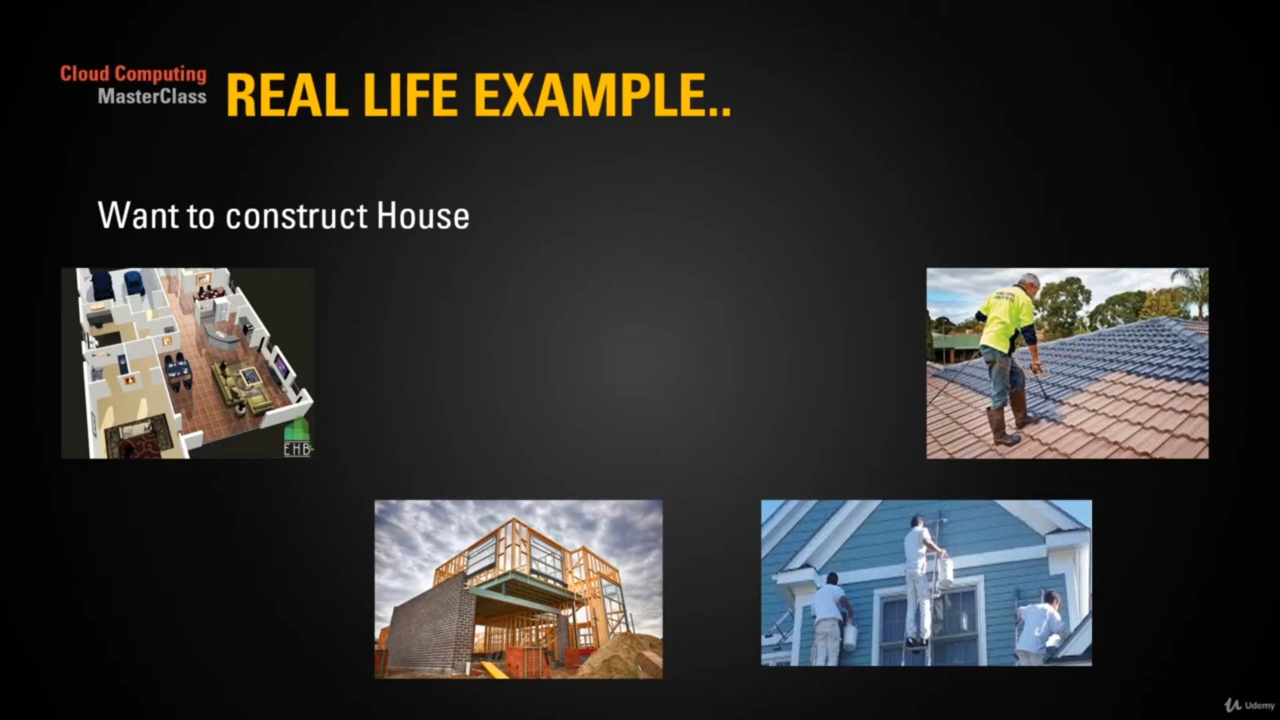 Cloud Computing
MasterClass
REAL LIFE EXAMPLE..
Want to construct House
EHB
Udemy